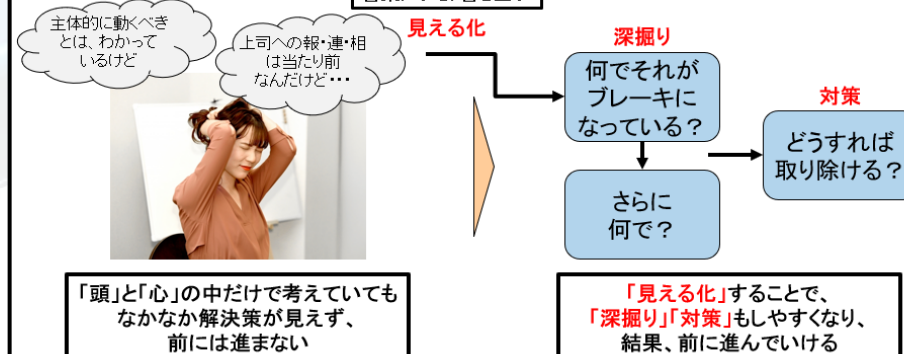 主体的に動くべき
とは、わかって
いるけど
上司への報・連・相
は当たり前
なんだけど・・・
見える化
深掘り
何でそれが
ブレーキに
なっている？
さらに
何で？
対策
どうすれば
取り除ける？
「頭」と「心」の中だけで考えていても
なかなか解決策が見えず、
前には進まない
「見える化」することで、
「深掘り」「対策」もしやすくなり、
結果、前に進んでいける